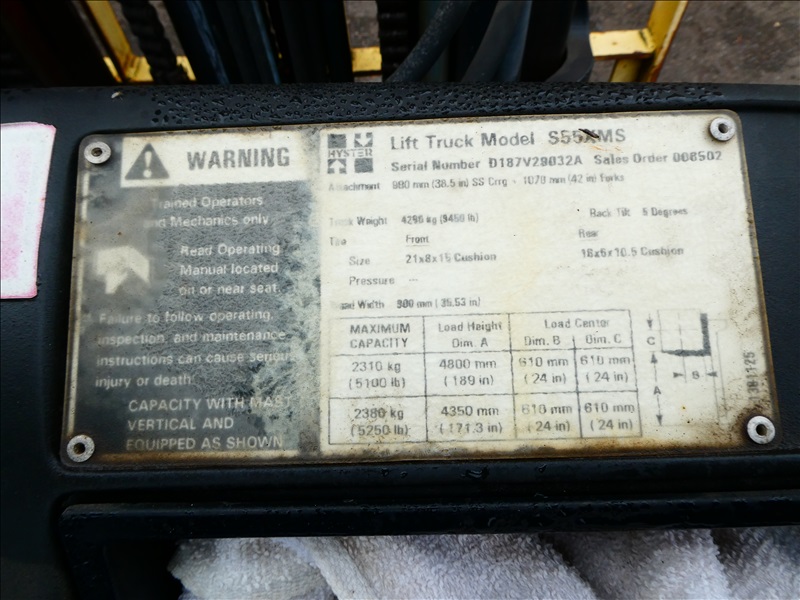 WARNING
Trained Operators
and Mechanics only
Read Operating
Manual located
on or near seat.
Failure to follow operating,
inspection, and maintenance
instructions can cause serious
injury or death.
CAPACITY WITH MAST
VERTICAL AND
EQUIPPED AS SHOWN
HYSTER
Lift Truck Model S55XMS
Serial Number D187V29032A Sales Order
Attachment 980 mm (38.5 in) SS Crrg - 1070 mm (42 in) Forks
Truck Weight 4290 kg (9450 lb) Back Tilt 5 Degrees
Tire Front Rear
Size 21x8x15 Cushion 16x6x10.5 Cushion
Pressure ---
Tread Width 900 mm (35.53 in)
MAXIMUM CAPACITY Load Height Dim. A Load Center Dim. B Dim. C
2310 kg (5100 lb) 4800 mm (189 in) 610 mm (24 in) 610 mm (24 in)
2380 kg (5250 lb) 4350 mm (171.3 in) 610 mm (24 in) 610 mm (24 in)
C
B
A